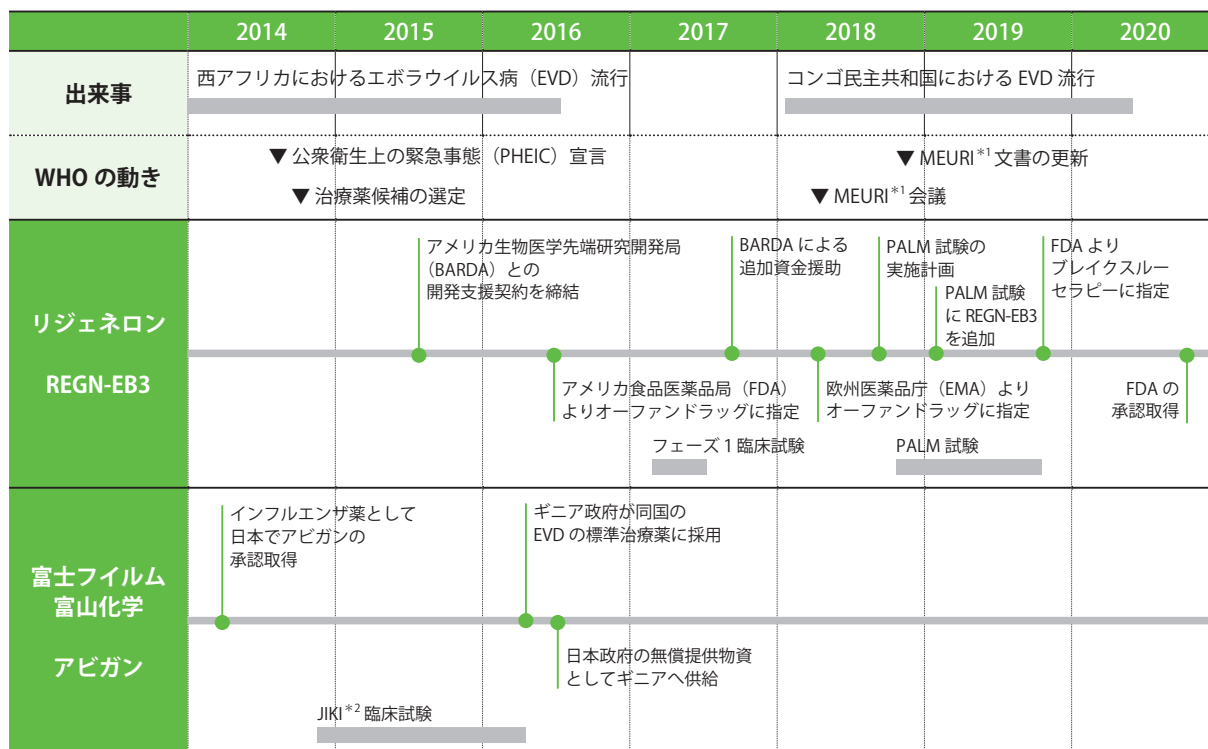 2014 2015 2016 2017 2018 2019 2020
出来事
西アフリカにおけるエボラウイルス病（EVD）流行
コンゴ民主共和国における EVD 流行
WHO の動き
▼ 公衆衛生上の緊急事態（PHEIC）宣言
▼ 治療薬候補の選定
▼ MEURI*1 文書の更新
▼ MEURI*1 会議
リジェネロン
REGN-EB3
アメリカ生物医学先端研究開発局
（BARDA）との
開発支援契約を締結
BARDA による
追加資金援助
PALM 試験の
実施計画
PALM 試験
に REGN-EB3
を追加
FDA より
ブレイクスルー
セラピーに指定
アメリカ食品医薬品局（FDA）
よりオーファンドラッグに指定
欧州医薬品庁（EMA）より
オーファンドラッグに指定
FDA の
承認取得
フェーズ 1 臨床試験
PALM 試験
富士フイルム
富山化学
アビガン
インフルエンザ薬として
日本でアビガンの
承認取得
ギニア政府が同国の
EVD の標準治療薬に採用
日本政府の無償提供物資
としてギニアへ供給
JIKI*2 臨床試験